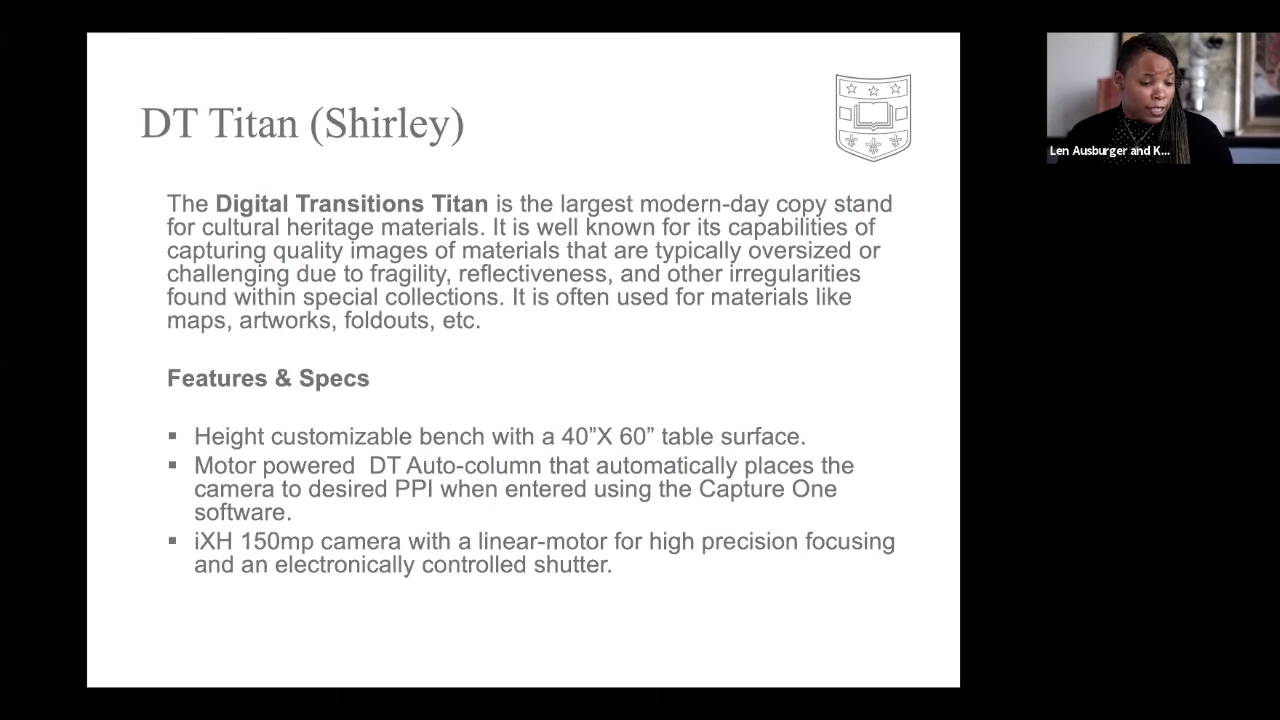 DT Titan (Shirley)
The Digital Transitions Titan is the largest modern-day copy stand
for cultural heritage materials. It is well known for its capabilities of
capturing quality images of materials that are typically oversized or
challenging due to fragility, reflectiveness, and other irregularities
found within special collections. It is often used for materials like
maps, artworks, foldouts, etc.
Features & Specs
▪ Height customizable bench with a 40”X 60” table surface.
▪ Motor powered  DT Auto-column that automatically places the
camera to desired PPI when entered using the Capture One
software.
▪ iXH 150mp camera with a linear-motor for high precision focusing
and an electronically controlled shutter.
Len Ausburger and K...